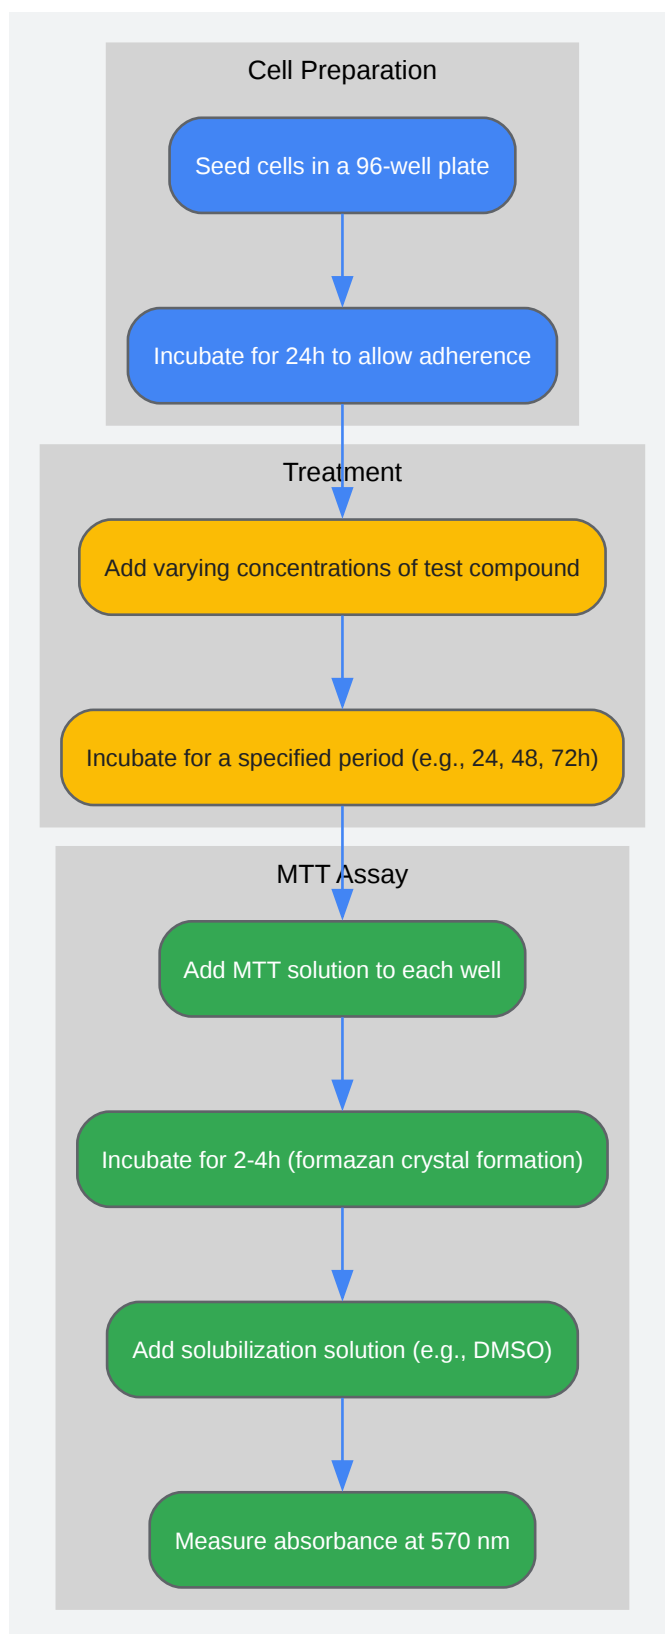 Cell Preparation
Seed cells in a 96-well plate
Incubate for 24h to allow adherence
Treatment
Add varying concentrations of test compound
Incubate for a specified period (e.g., 24, 48, 72h)
MTT Assay
Add MTT solution to each well
Incubate for 2-4h (formazan crystal formation)
Add solubilization solution (e.g., DMSO)
Measure absorbance at 570 nm